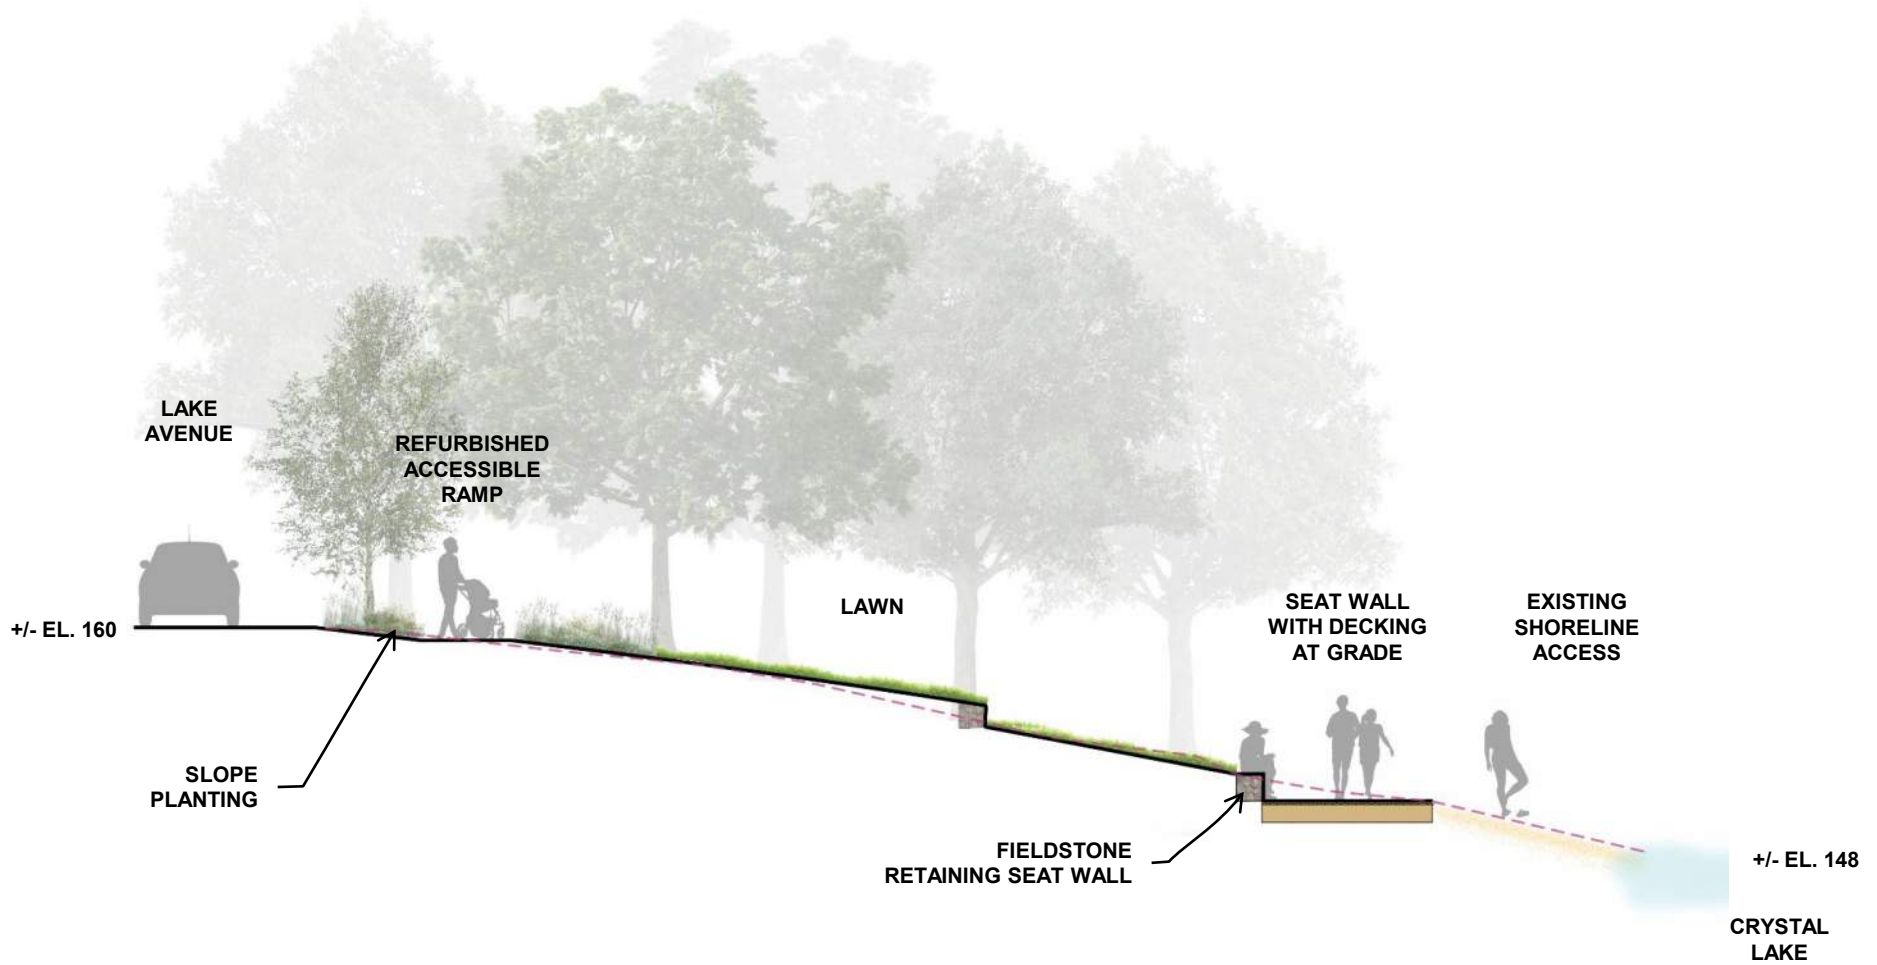 LAKE
AVENUE
REFURBISHED
ACCESSIBLE
RAMP
+/- EL. 160
LAWN
SEAT WALL
WITH DECKING
AT GRADE
EXISTING
SHORELINE
ACCESS
SLOPE
PLANTING
FIELDSTONE
RETAINING SEAT WALL
+/- EL. 148
CRYSTAL
LAKE